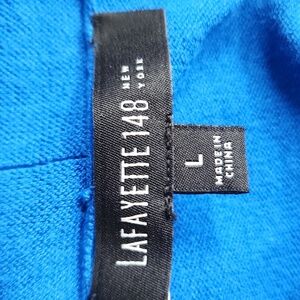 LAFAYETTE 148
NEW
YORK
L
MADE IN
CHINA